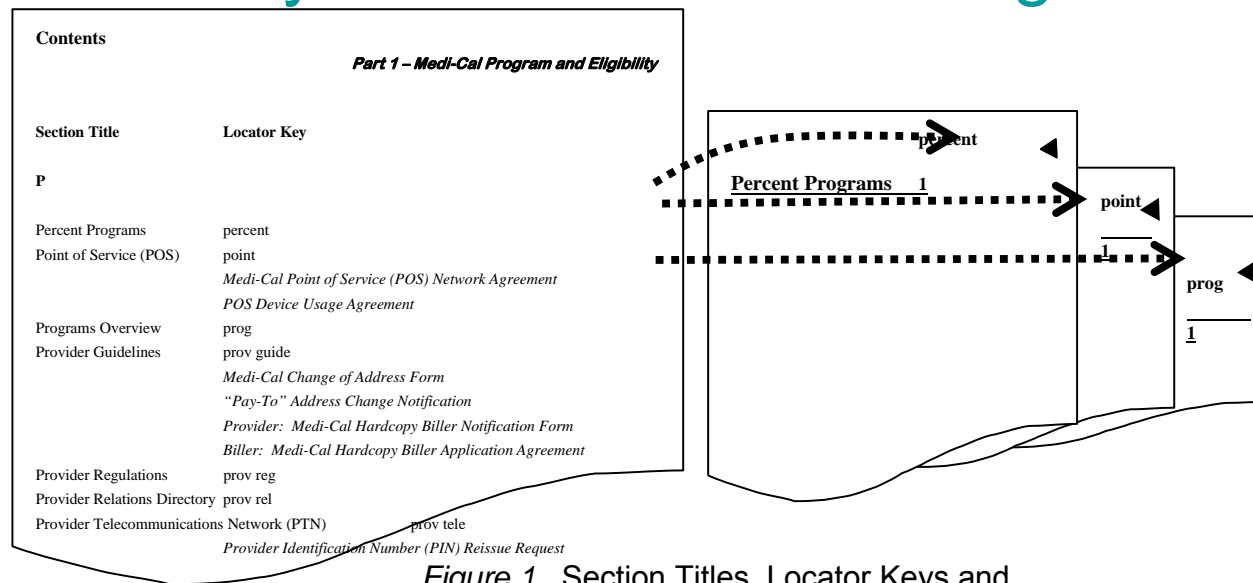 Contents
Part 1 – Medi-Cal Program and Eligibility
Section Title Locator Key
P
Percent Programs percent
Point of Service (POS) point
Medi-Cal Point of Service (POS) Network Agreement
POS Device Usage Agreement
Programs Overview prog
Provider Guidelines prov guide
Medi-Cal Change of Address Form
“Pay-To” Address Change Notification
Provider: Medi-Cal Hardcopy Biller Notification Form
Biller: Medi-Cal Hardcopy Biller Application Agreement
Provider Regulations prov reg
Provider Relations Directory prov rel
Provider Telecommunications Network (PTN) prov tele
Provider Identification Number (PIN) Reissue Request
percent
Percent Programs 1
point
1
prog
1
Figure 1. Section Titles, Locator Keys and